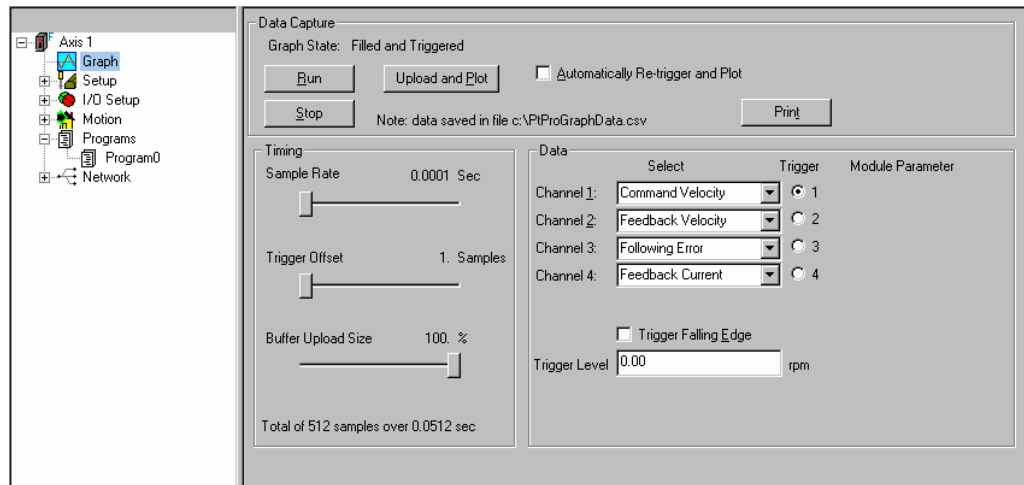 Axis 1
Graph
Setup
I/O Setup
Motion
Programs
Program0
Network
Data Capture
Graph State: Filled and Triggered
Run
Upload and Plot
Automatically Re-trigger and Plot
Stop
Note: data saved in file c:\PtProGraphData.csv
Print
Timing
Sample Rate 0.0001 Sec
Trigger Offset 1. Samples
Buffer Upload Size 100. %
Total of 512 samples over 0.0512 sec
Data
Select Trigger Module Parameter
Channel 1: Command Velocity 1
Channel 2: Feedback Velocity 2
Channel 3: Following Error 3
Channel 4: Feedback Current 4
Trigger Falling Edge
Trigger Level 0.00 rpm